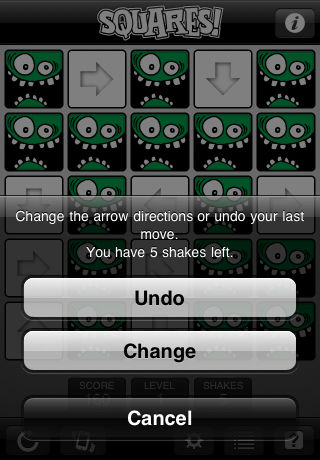 SQUARES!
i
Change the arrow directions or undo your last
move.
You have 5 shakes left.
Undo
Change
SCORE LEVEL SHAKES
Cancel
?